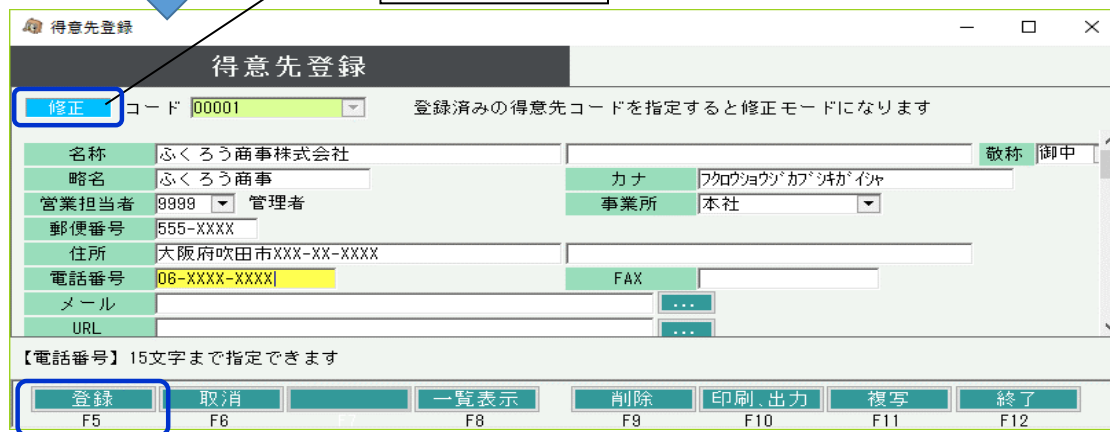 得意先登録
得意先登録
修正 コード 00001 登録済みの得意先コードを指定すると修正モードになります
名称 ふくろう商事株式会社 敬称 御中
略名 ふくろう商事 カナ フクロウショウジ カブシキガイシャ
営業担当者 9999 管理者 事業所 本社
郵便番号 555-XXXX
住所 大阪府吹田市XXX-XX-XXXX
電話番号 06-XXXX-XXXX FAX
メール ...
URL ...
【電話番号】15文字まで指定できます
登録 取消 一覧表示 削除 印刷、出力 複写 終了
F5 F6 F7 F8 F9 F10 F11 F12